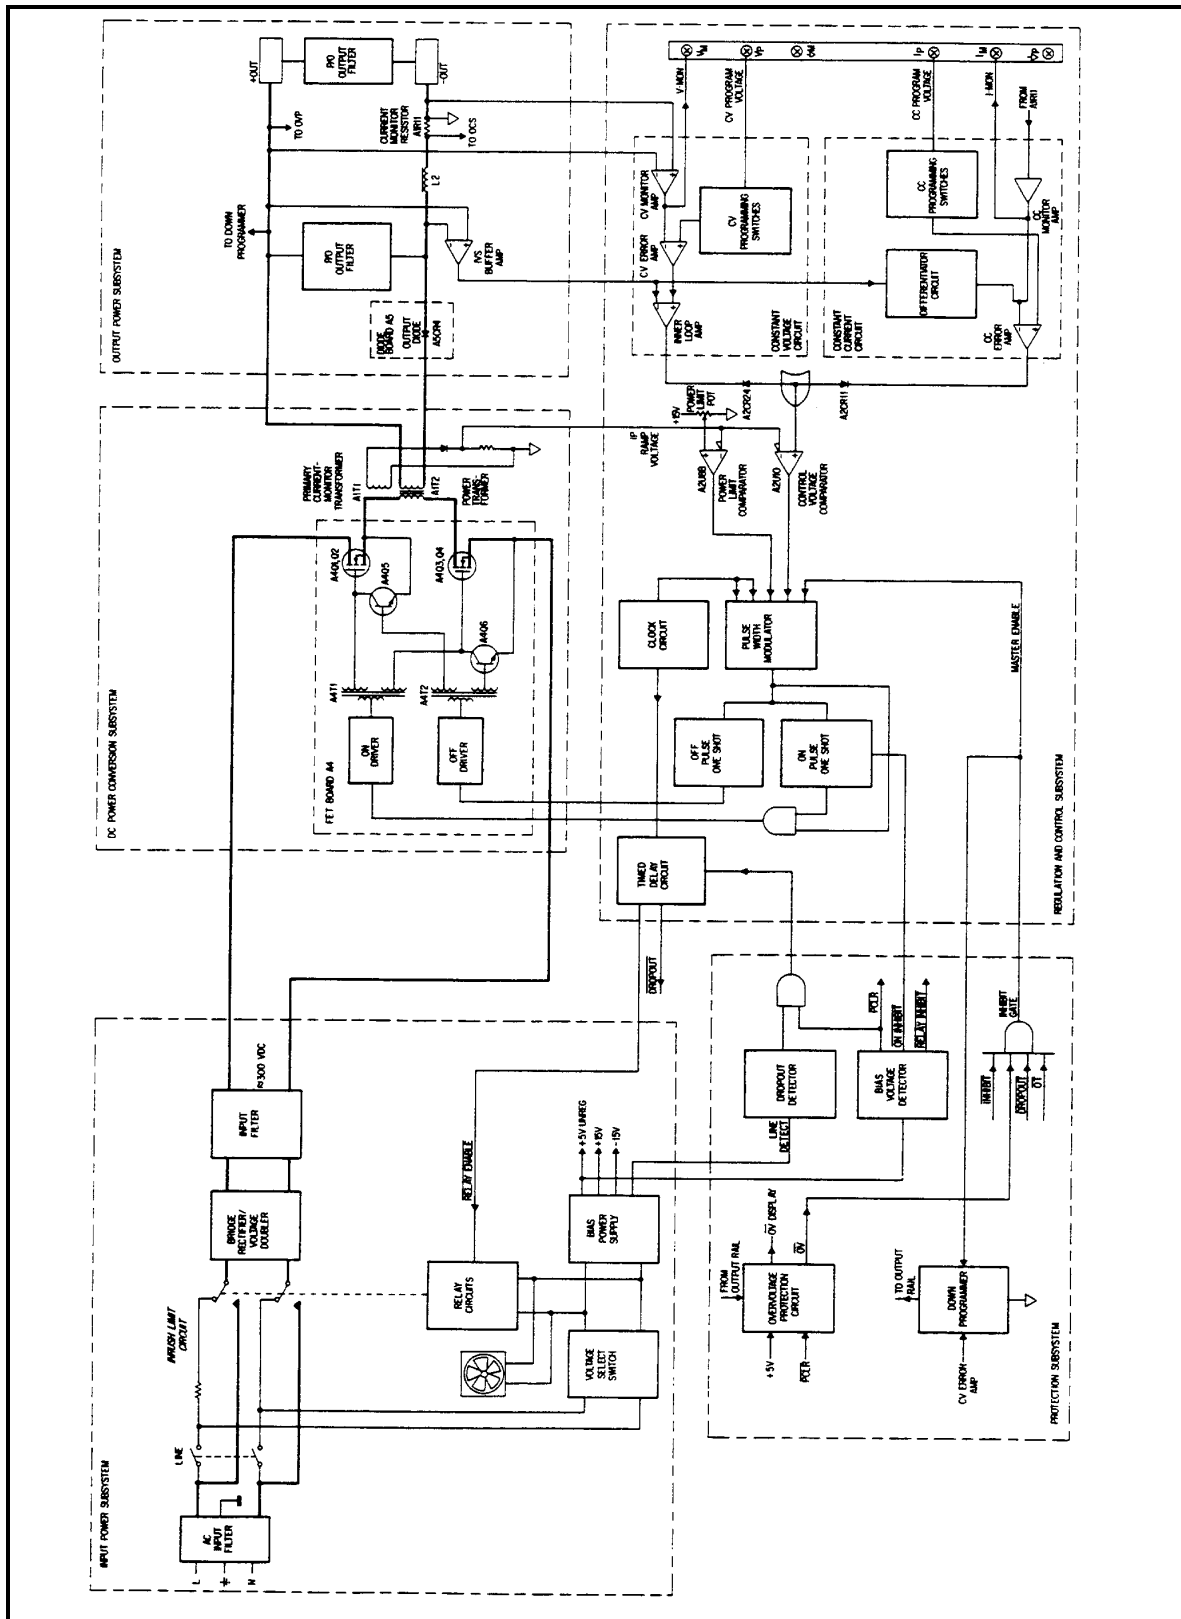 INPUT POWER SUBSYSTEM
L
N
AC
INPUT
FILTER
LINE
INRUSH LIMIT
CIRCUIT
BRIDGE
RECTIFIER/
VOLTAGE
DOUBLER
INPUT
FILTER
≈300 VDC
RELAY
CIRCUITS
RELAY ENABLE
VOLTAGE
SELECT
SWITCH
BIAS
POWER
SUPPLY
+5V UNREG
+15V
-15V
DC POWER CONVERSION SUBSYSTEM
FET BOARD A4
ON
DRIVER
OFF
DRIVER
A4T1
A4T2
A4Q1,Q2
A4Q5
A4Q3,Q4
A4Q6
PRIMARY
CURRENT-
MONITOR
TRANSFORMER
A1T1
A1T2
POWER
TRANS-
FORMER
OUTPUT POWER SUBSYSTEM
DIODE
BOARD A5
OUTPUT
DIODE
A5CR4
TO DOWN
PROGRAMMER
P/O
OUTPUT
FILTER
IVS
BUFFER
AMP
L2
TO OVP
CURRENT
MONITOR
RESISTOR
A1R11
TO OCS
+OUT
P/O
OUTPUT
FILTER
-OUT
PROTECTION SUBSYSTEM
+5V
PCLR
FROM
OUTPUT RAIL
OVERVOLTAGE
PROTECTION
CIRCUIT
OV DISPLAY
OV
LINE
DETECT
DROPOUT
DETECTOR
BIAS
VOLTAGE
DETECTOR
PCLR
ON INHIBIT
RELAY INHIBIT
CV ERROR
AMP
TO OUTPUT
RAIL
DOWN
PROGRAMMER
INHIBIT
DROPOUT
OT
INHIBIT
GATE
REGULATION AND CONTROL SUBSYSTEM
DROPOUT
TIMED
DELAY
CIRCUIT
OFF
PULSE
ONE SHOT
ON
PULSE
ONE SHOT
CLOCK
CIRCUIT
PULSE
WIDTH
MODULATOR
MASTER ENABLE
IP
RAMP
VOLTAGE
+15V
POWER
LIMIT
POT
A2U8B
POWER
LIMIT
COMPARATOR
A2U10
CONTROL
VOLTAGE
COMPARATOR
A2CR24
A2CR11
INNER
LOOP
AMP
CV ERROR
AMP
CV MONITOR
AMP
CV
PROGRAMMING
SWITCHES
CONSTANT
VOLTAGE
CIRCUIT
V-MON
CV PROGRAM
VOLTAGE
CONSTANT
CURRENT
CIRCUIT
DIFFERENTIATOR
CIRCUIT
CC
ERROR
AMP
CC
PROGRAMMING
SWITCHES
CC
MONITOR
AMP
CC PROGRAM
VOLTAGE
I-MON
FROM
A1R11
VM
VP
IP
IM